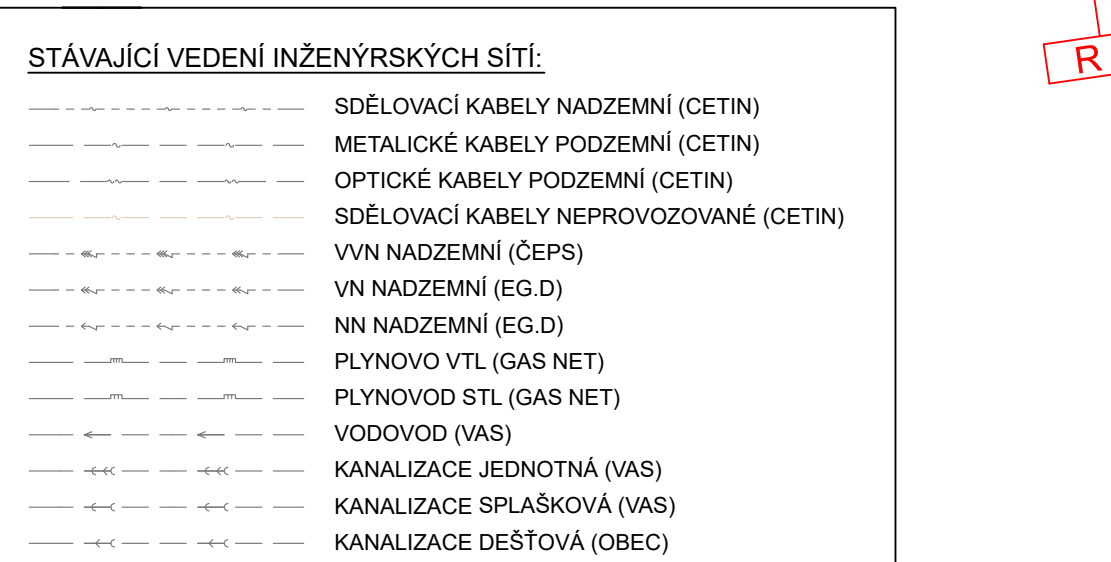 STÁVAJÍCÍ VEDENÍ INŽENÝRSKÝCH SÍTÍ:
SDĚLOVACÍ KABELY NADZEMNÍ (CETIN)
METALICKÉ KABELY PODZEMNÍ (CETIN)
OPTICKÉ KABELY PODZEMNÍ (CETIN)
SDĚLOVACÍ KABELY NEPROVOZOVANÉ (CETIN)
VVN NADZEMNÍ (ČEPS)
VN NADZEMNÍ (EG.D)
NN NADZEMNÍ (EG.D)
PLYNOVO VTL (GAS NET)
PLYNOVOD STL (GAS NET)
VODOVOD (VAS)
KANALIZACE JEDNOTNÁ (VAS)
KANALIZACE SPLAŠKOVÁ (VAS)
KANALIZACE DEŠŤOVÁ (OBEC)
R